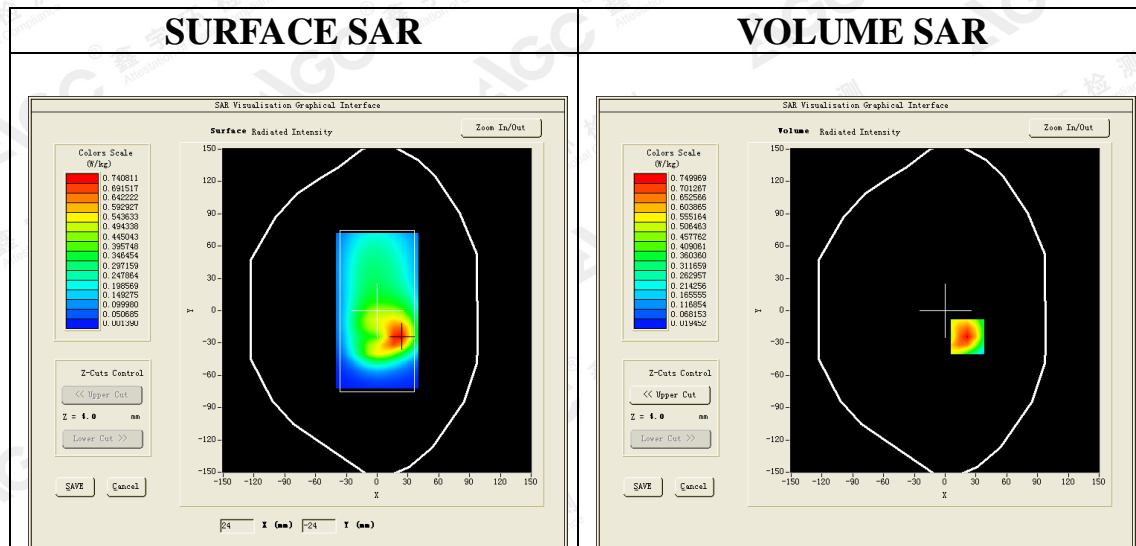 SURFACE SAR
VOLUME SAR
SAR Visualisation Graphical Interface
Surface Radiated Intensity
Zoom In/Out
Colors Scale
(W/kg)
0.740811
0.691517
0.642222
0.592927
0.543633
0.494338
0.445043
0.395748
0.346454
0.297159
0.247864
0.198569
0.149275
0.099980
0.050685
0.001390
Z-Cuts Control
<< Upper Cut
Z = 4.0 mm
Lower Cut >>
SAVE
Cancel
150
120
90
60
30
0
-30
-60
-90
-120
-150
Y
-150 -120 -90 -60 -30 0 30 60 90 120 150
X
24 X (mm) -24 Y (mm)
SAR Visualisation Graphical Interface
Volume Radiated Intensity
Zoom In/Out
Colors Scale
(W/kg)
0.749969
0.701267
0.652566
0.603865
0.555164
0.506463
0.457762
0.409061
0.360360
0.311659
0.262957
0.214256
0.165555
0.116854
0.068153
0.019452
Z-Cuts Control
<< Upper Cut
Z = 4.0 mm
Lower Cut >>
SAVE
Cancel
150
120
90
60
30
0
-30
-60
-90
-120
-150
Y
-150 -120 -90 -60 -30 0 30 60 90 120 150
X
AGC
AGC
AGC